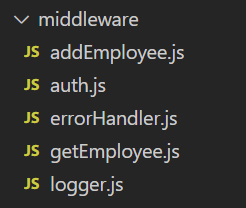 middleware
JS addEmployee.js
JS auth.js
JS errorHandler.js
JS getEmployee.js
JS logger.js